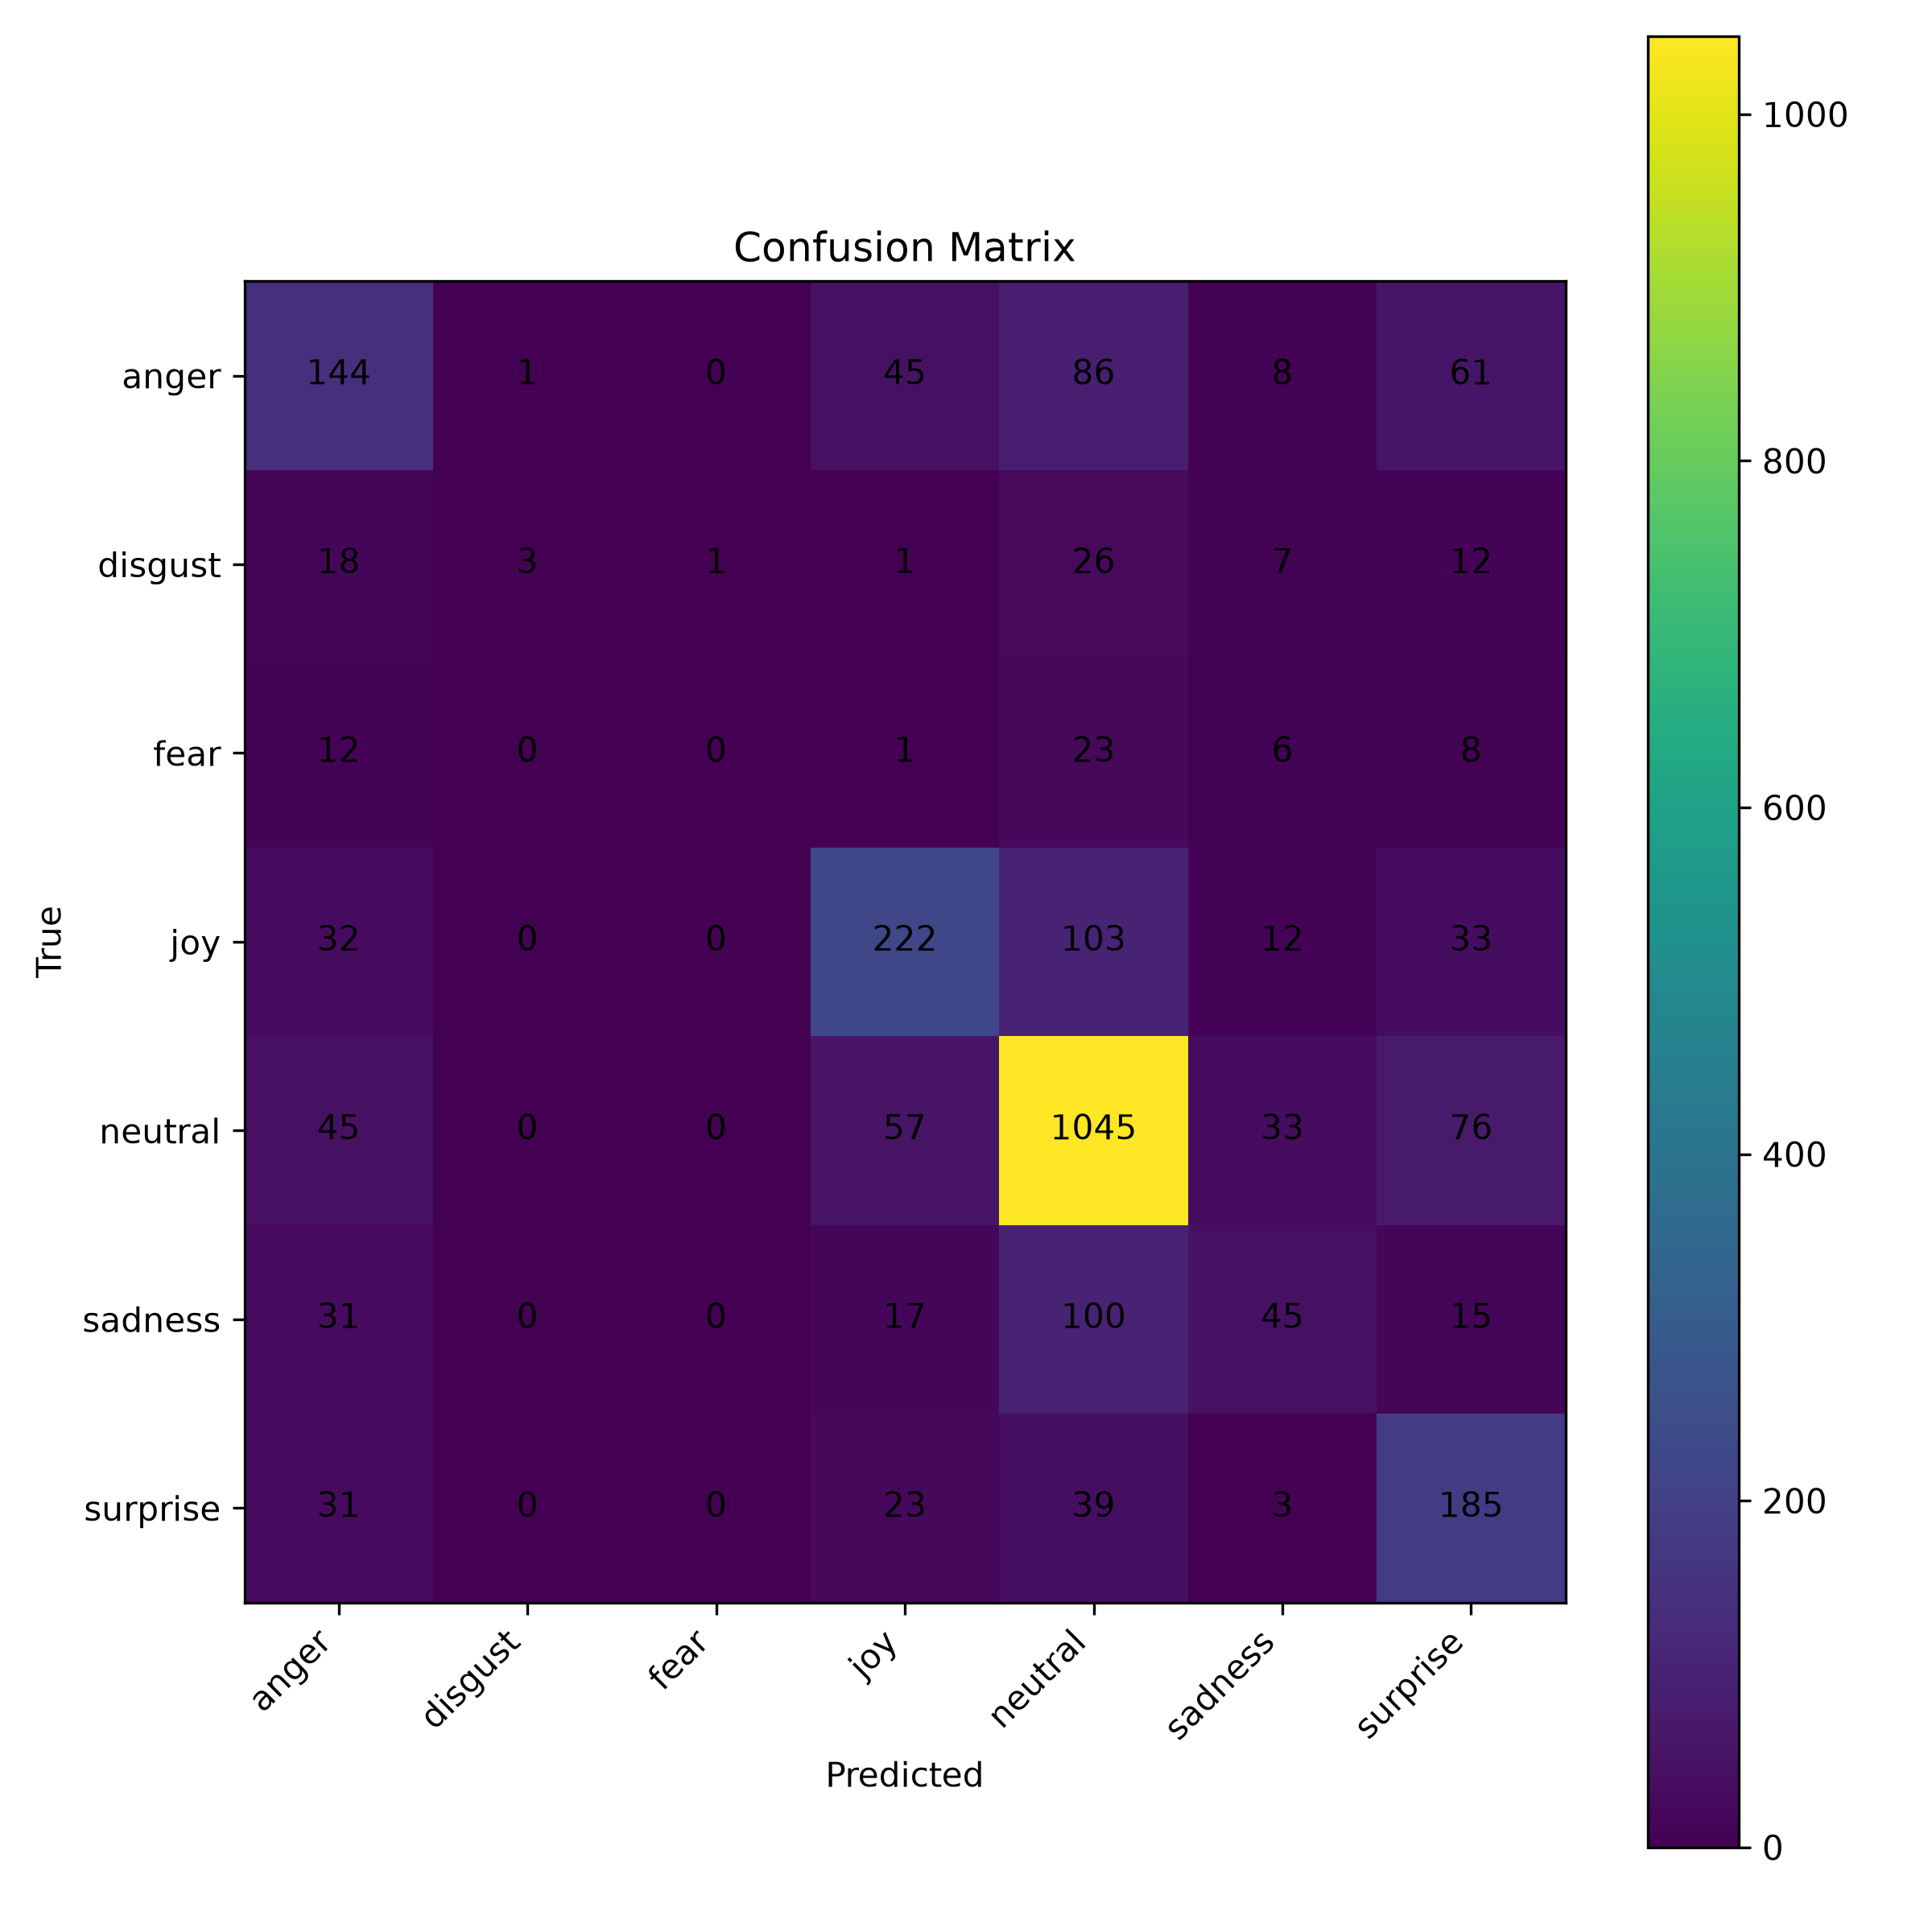 Confusion Matrix
anger 144 1 0 45 86 8 61
disgust 18 3 1 1 26 7 12
fear 12 0 0 1 23 6 8
joy 32 0 0 222 103 12 33
neutral 45 0 0 57 1045 33 76
sadness 31 0 0 17 100 45 15
surprise 31 0 0 23 39 3 185
anger disgust fear joy neutral sadness surprise
Predicted
True
1000
800
600
400
200
0